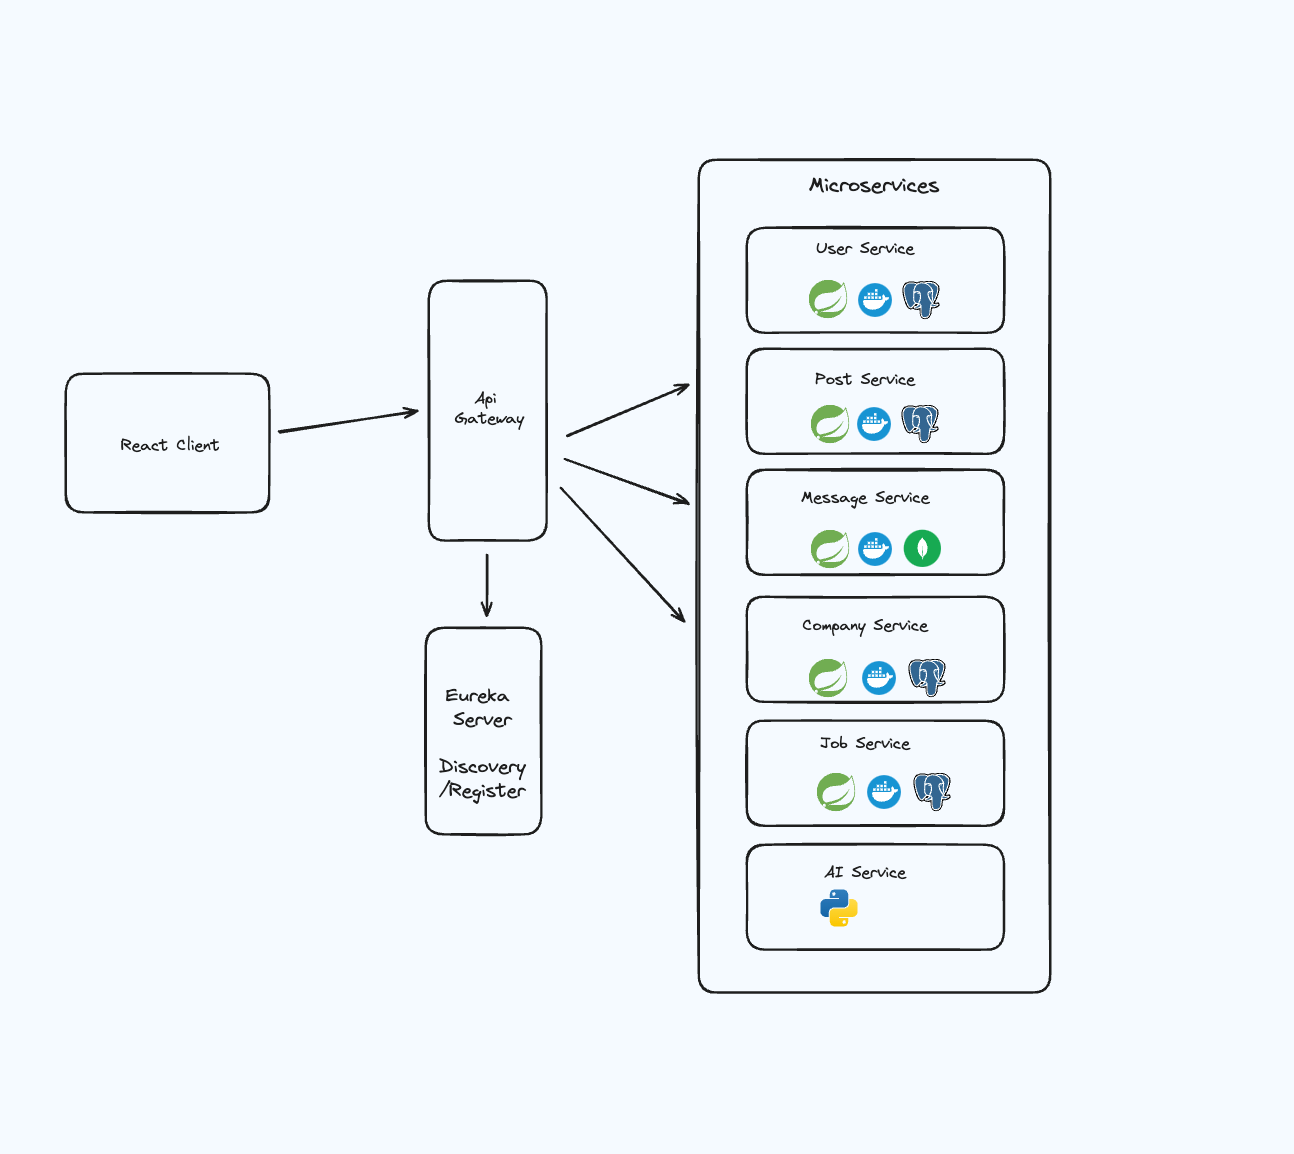 Microservices
User Service
Post Service
Message Service
Company Service
Job Service
AI Service
React Client
Api
Gateway
Eureka
Server
Discovery
/Register